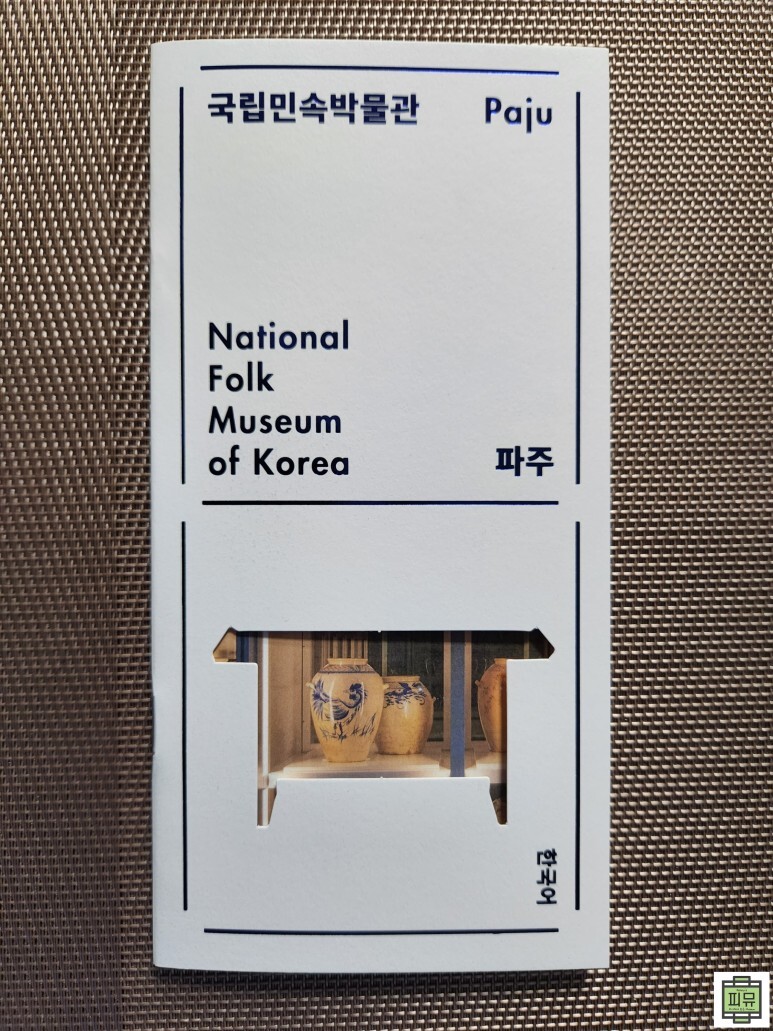 국립민속박물관 Paju
National
Folk
Museum
of Korea 파주
한국어
피뮤